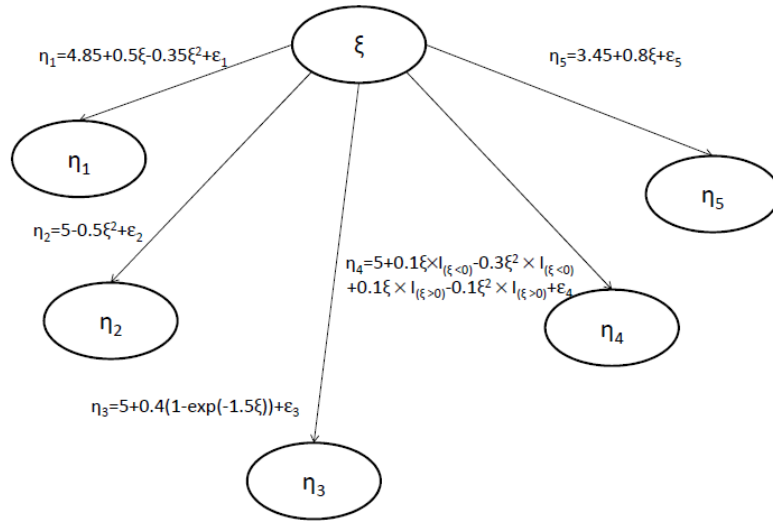 ξ
η₁=4.85+0.5ξ-0.35ξ²+ε₁
η₅=3.45+0.8ξ+ε₅
η₁
η₅
η₂=5-0.5ξ²+ε₂
η₄=5+0.1ξ×I₍ξ <0₎-0.3ξ² × I₍ξ <0₎
+0.1ξ × I₍ξ >0₎-0.1ξ² × I₍ξ >0₎+ε₄
η₂
η₄
η₃=5+0.4(1-exp(-1.5ξ))+ε₃
η₃